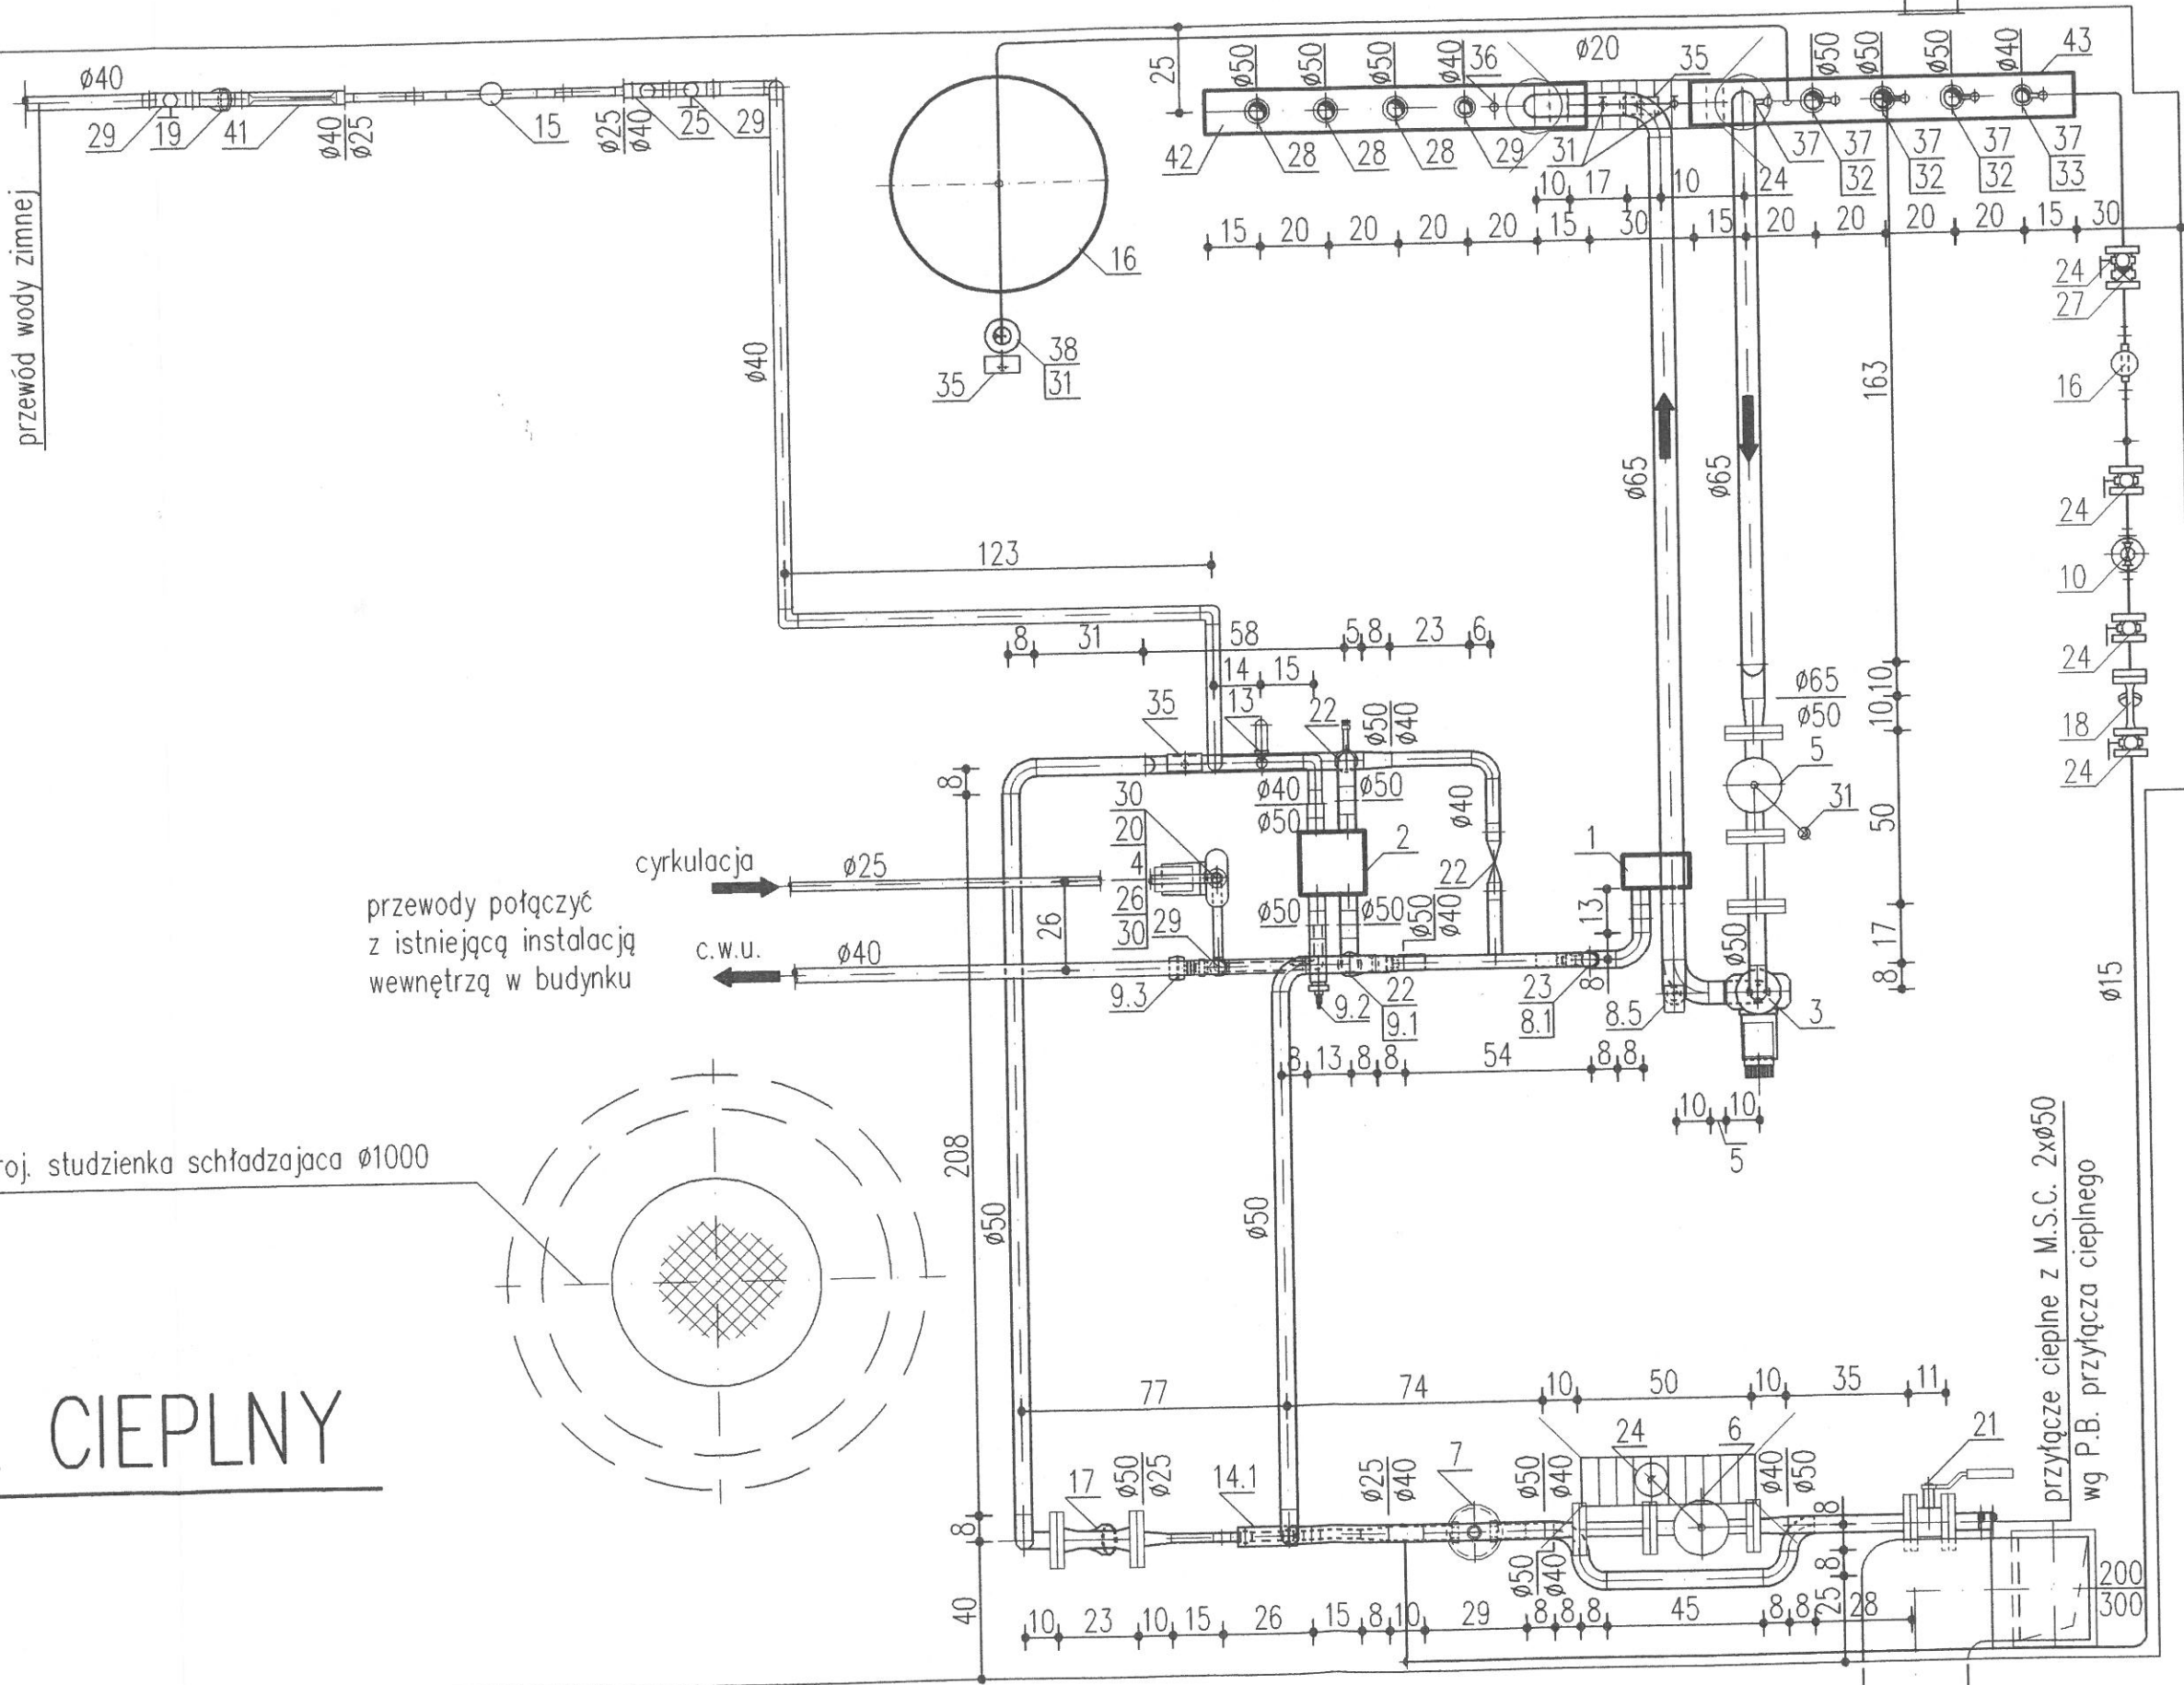 ø40
29
19
41
ø40
ø25
15
ø25
ø40
25
29
przewód wody zimnej
ø40
16
38
31
35
25
ø50
ø50
ø50
ø40
36
ø20
35
ø50
ø50
ø50
ø40
43
42
28
28
28
29
31
37
37
32
37
32
37
32
37
33
10 17 10 24
15 20 20 20 20 15 30 15 20 20 20 20 15 30
24
27
16
24
10
24
18
24
163
10
10
50
17
8
ø65
ø65
ø65
ø50
5
31
ø50
3
8.5
1
13
8
123
8 31 58 5 8 23 6
14 15
35
13
22
ø50
ø40
ø40
ø50
ø50
ø40
2
22
ø50
ø50
ø50
ø40
30
20
4
26
30
29
cyrkulacja
ø25
26
przewody połączyć
z istniejącą instalacją
wewnętrzą w budynku
c.w.u.
ø40
9.3
9.2
22
9.1
23
8.1
8 13 8 8 54 8 8
10 10
5
8
208
ø50
ø50
ø15
roj. studzienka schładzajaca ø1000
CIEPLNY
przyłącze cieplne z M.S.C. 2xø50
wg P.B. przyłącza cieplnego
77 74 10 50 10 35 11
17
ø50
ø25
14.1
ø25
ø40
7
ø50
ø40
24
6
ø40
ø50
21
8
40
ø50
ø40
8
8
25
10 23 10 15 26 15 8 10 29 8 8 8 45 8 8 28
200
300